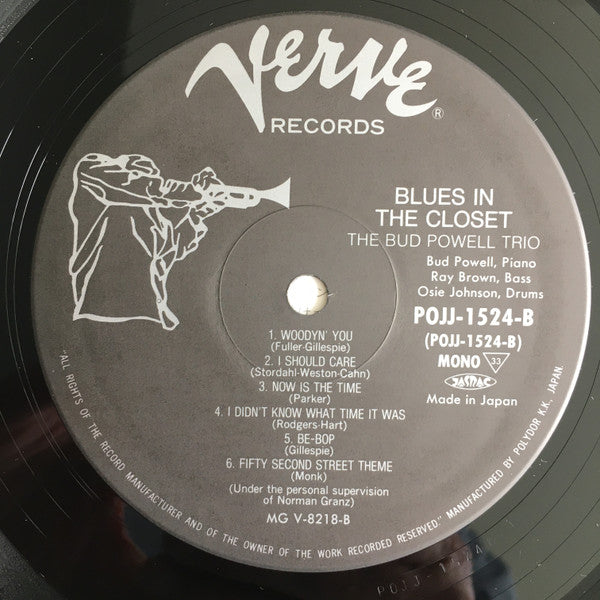 Verve
®
RECORDS
BLUES IN
THE CLOSET
THE BUD POWELL TRIO
Bud Powell, Piano
Ray Brown, Bass
Osie Johnson, Drums
POJJ-1524-B
(POJJ-1524-B)
MONO 33
JASRAC
Made in Japan
1. WOODYN' YOU
(Fuller-Gillespie)
2. I SHOULD CARE
(Stordahl-Weston-Cahn)
3. NOW IS THE TIME
(Parker)
4. I DIDN'T KNOW WHAT TIME IT WAS
(Rodgers-Hart)
5. BE-BOP
(Gillespie)
6. FIFTY SECOND STREET THEME
(Monk)
(Under the personal supervision
of Norman Granz)
MG V-8218-B
"ALL RIGHTS OF THE RECORD MANUFACTURER AND OF THE OWNER OF THE WORK RECORDED RESERVED." MANUFACTURED BY POLYDOR K.K., JAPAN.